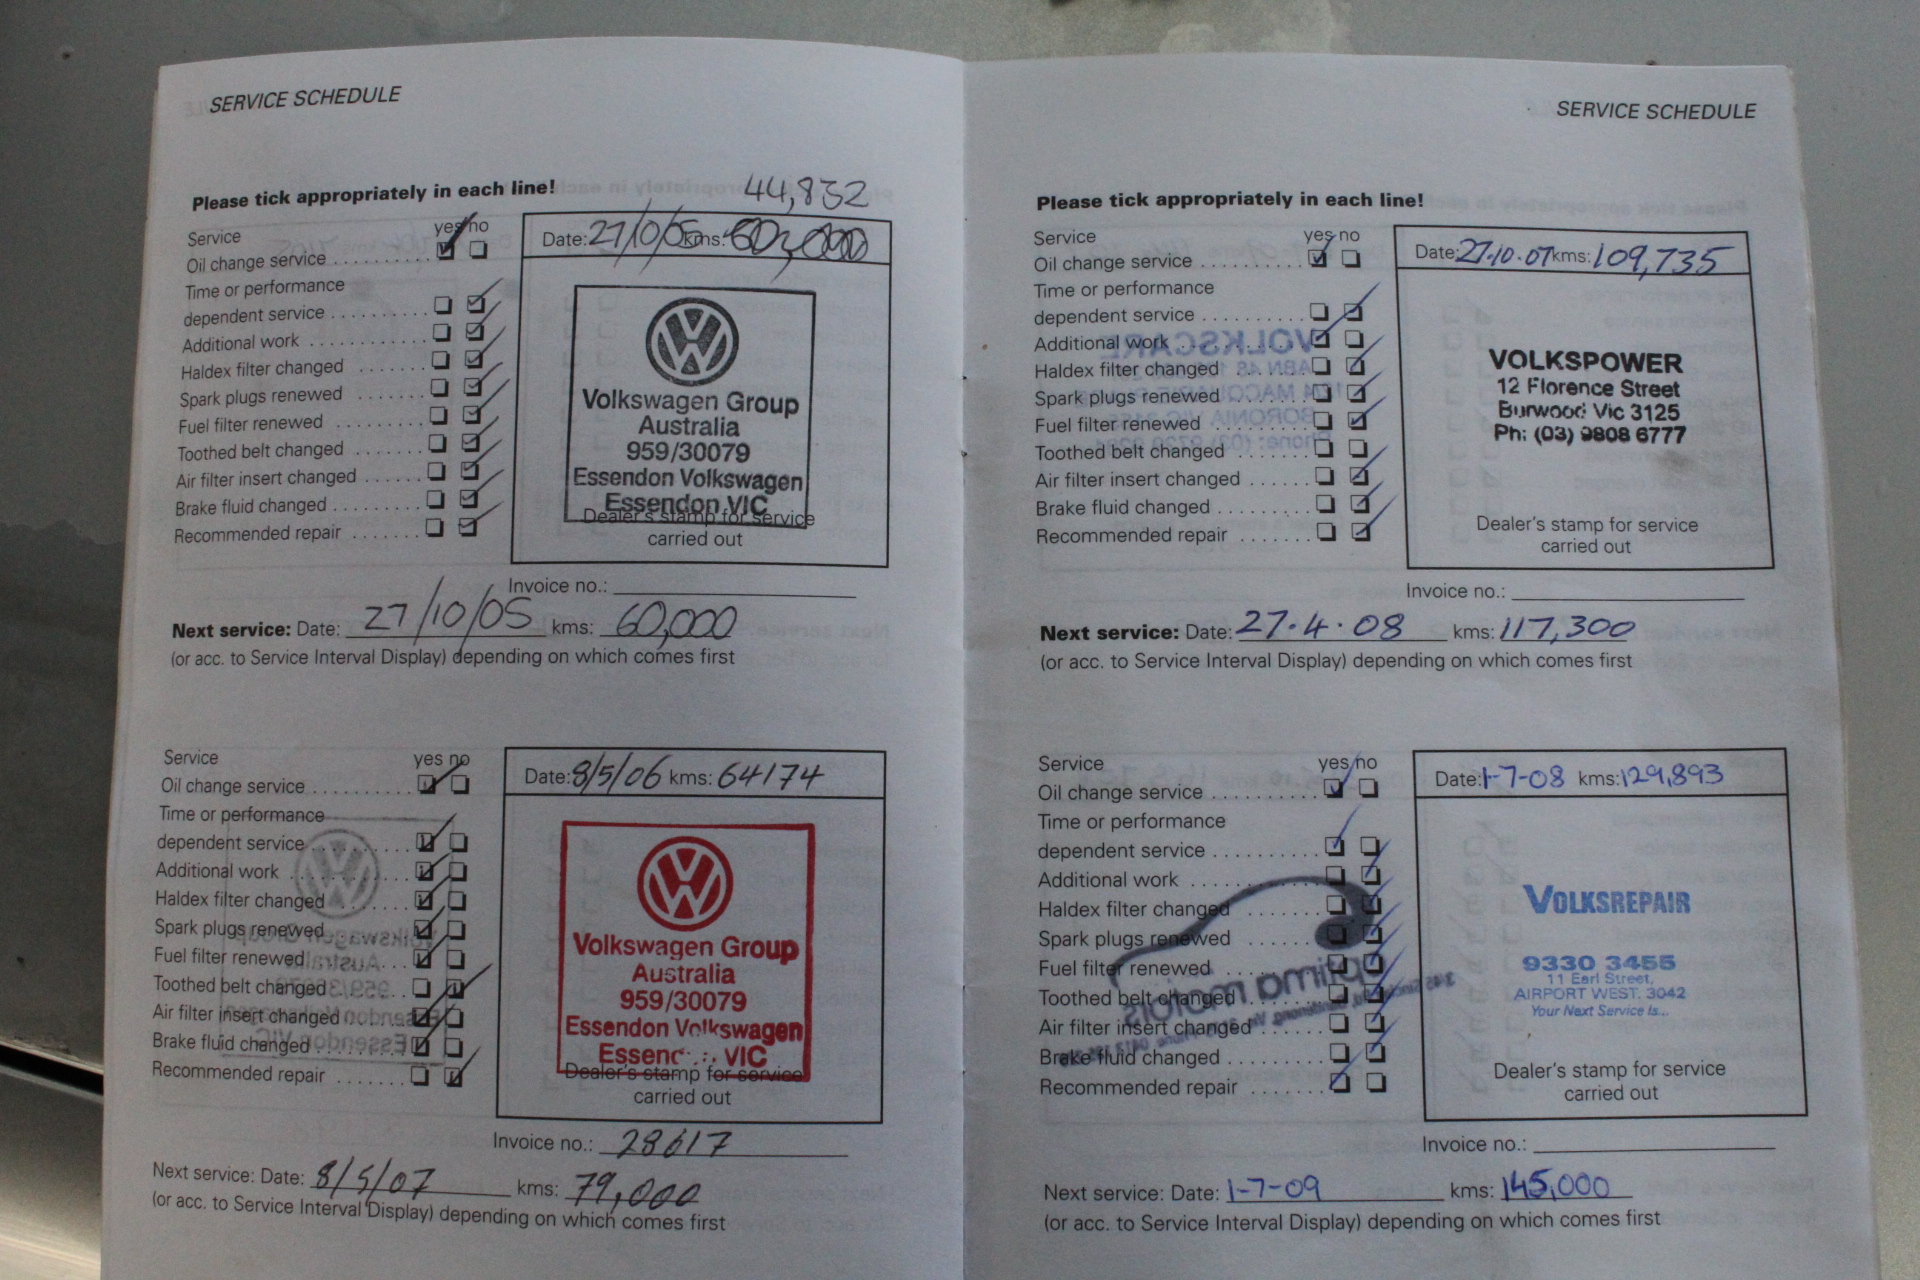 SERVICE SCHEDULE
Please tick appropriately in each line!
44,832
Service yes no
Oil change service
Time or performance
dependent service
Additional work
Haldex filter changed
Spark plugs renewed
Fuel filter renewed
Toothed belt changed
Air filter insert changed
Brake fluid changed
Recommended repair
Date: 27/10/05 kms: 60,000
Volkswagen Group
Australia
959/30079
Essendon Volkswagen
Essendon VIC
Dealer's stamp for service
carried out
Invoice no.:
Next service: Date: 27/10/05 kms: 60,000
(or acc. to Service Interval Display) depending on which comes first
Service yes no
Oil change service
Time or performance
dependent service
Additional work
Haldex filter changed
Spark plugs renewed
Fuel filter renewed
Toothed belt changed
Air filter insert changed
Brake fluid changed
Recommended repair
Date: 8/5/06 kms: 64174
Volkswagen Group
Australia
959/30079
Essendon Volkswagen
VIC
Dealer's stamp for service
carried out
Invoice no.: 28617
Next service: Date: 8/5/07 kms: 79,000
(or acc. to Service Interval Display) depending on which comes first
SERVICE SCHEDULE
Please tick appropriately in each line!
Service yes no
Oil change service
Time or performance
dependent service
Additional work
Haldex filter changed
Spark plugs renewed
Fuel filter renewed
Toothed belt changed
Air filter insert changed
Brake fluid changed
Recommended repair
Date: 27.10.07 kms: 109,735
VOLKSPOWER
12 Florence Street
Burwood Vic 3125
Ph: (03) 9808 6777
Dealer's stamp for service
carried out
Invoice no.:
Next service: Date: 27.4.08 kms: 117,300
(or acc. to Service Interval Display) depending on which comes first
Service yes no
Oil change service
Time or performance
dependent service
Additional work
Haldex filter changed
Spark plugs renewed
Fuel filter renewed
Toothed belt changed
Air filter insert changed
Brake fluid changed
Recommended repair
Date: 1-7-08 kms: 129,893
VOLKSREPAIR
9330 3455
11 Earl Street,
AIRPORT WEST. 3042
Your Next Service Is...
Dealer's stamp for service
carried out
Invoice no.:
Next service: Date: 1-7-09 kms: 145,000
(or acc. to Service Interval Display) depending on which comes first